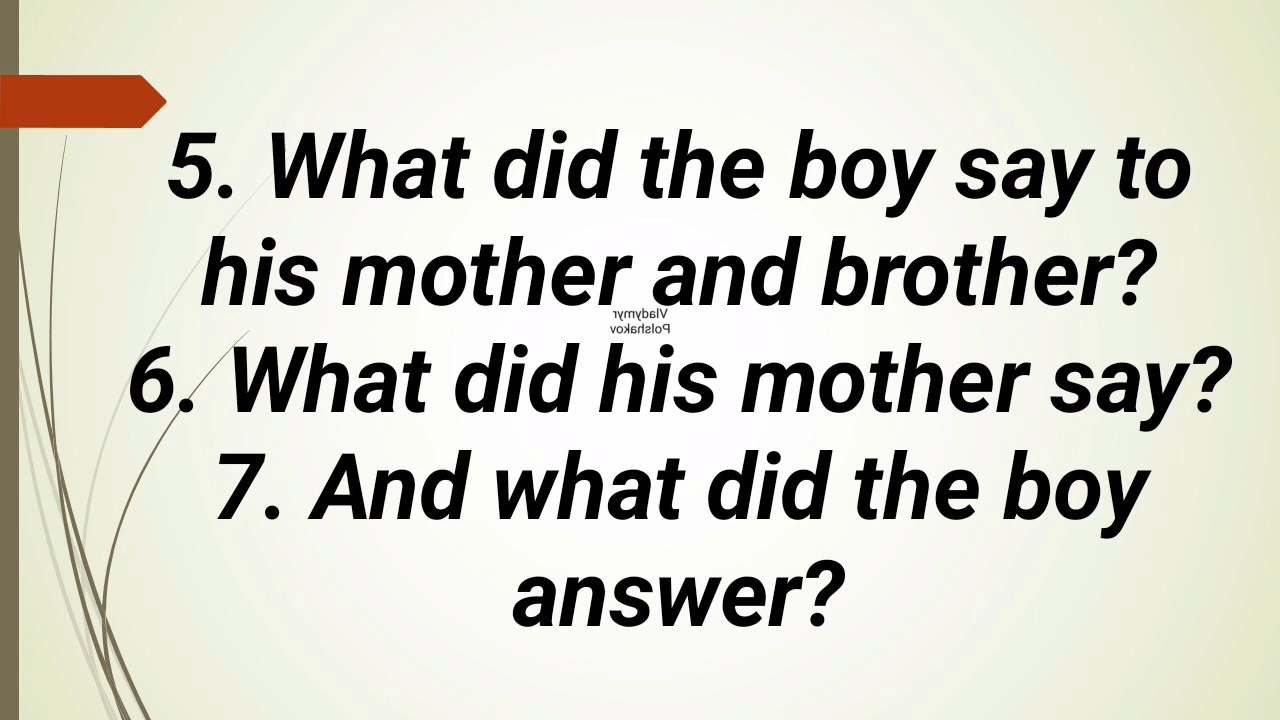 5. What did the boy say to
his mother and brother?
Vladymyr
Polshakov
6. What did his mother say?
7. And what did the boy
answer?